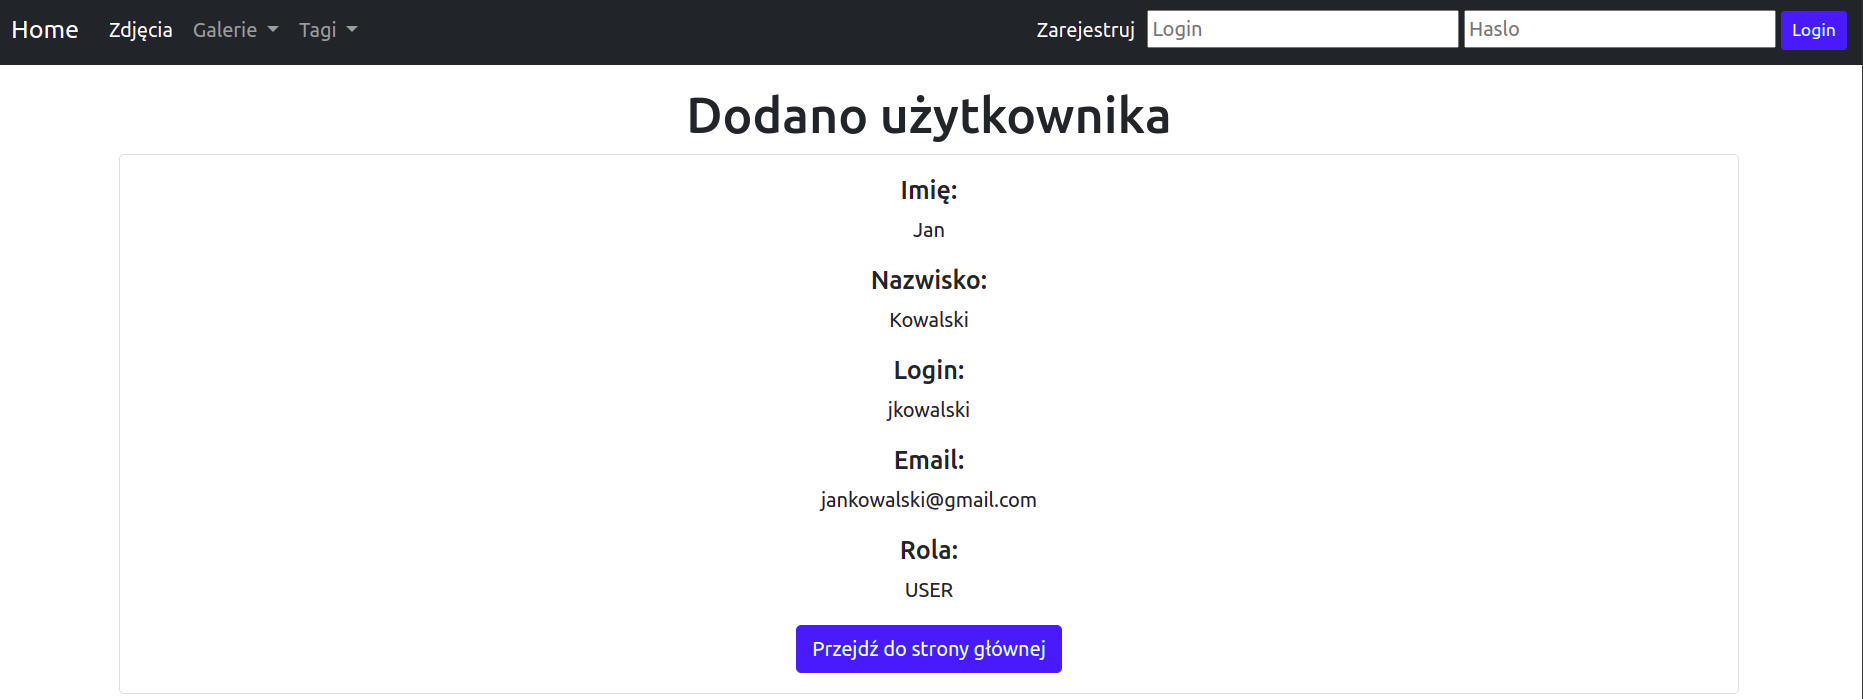 Home Zdjęcia Galerie Tagi Zarejestruj Login Haslo Login
Dodano użytkownika
Imię:
Jan
Nazwisko:
Kowalski
Login:
jkowalski
Email:
jankowalski@gmail.com
Rola:
USER
Przejdź do strony głównej